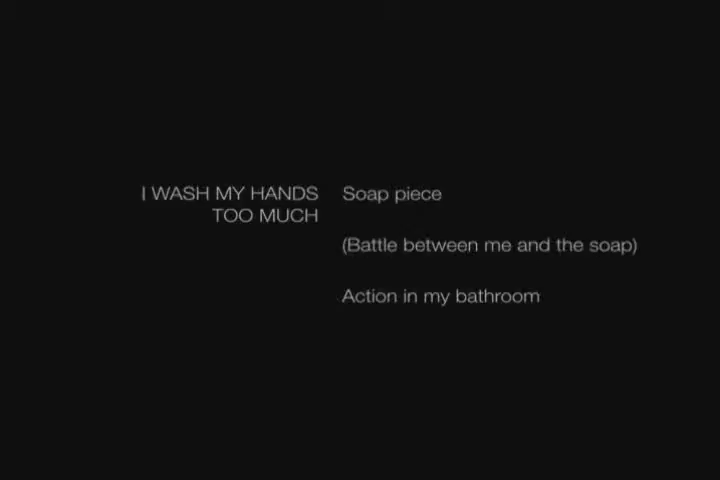 I WASH MY HANDS
TOO MUCH
Soap piece
(Battle between me and the soap)
Action in my bathroom